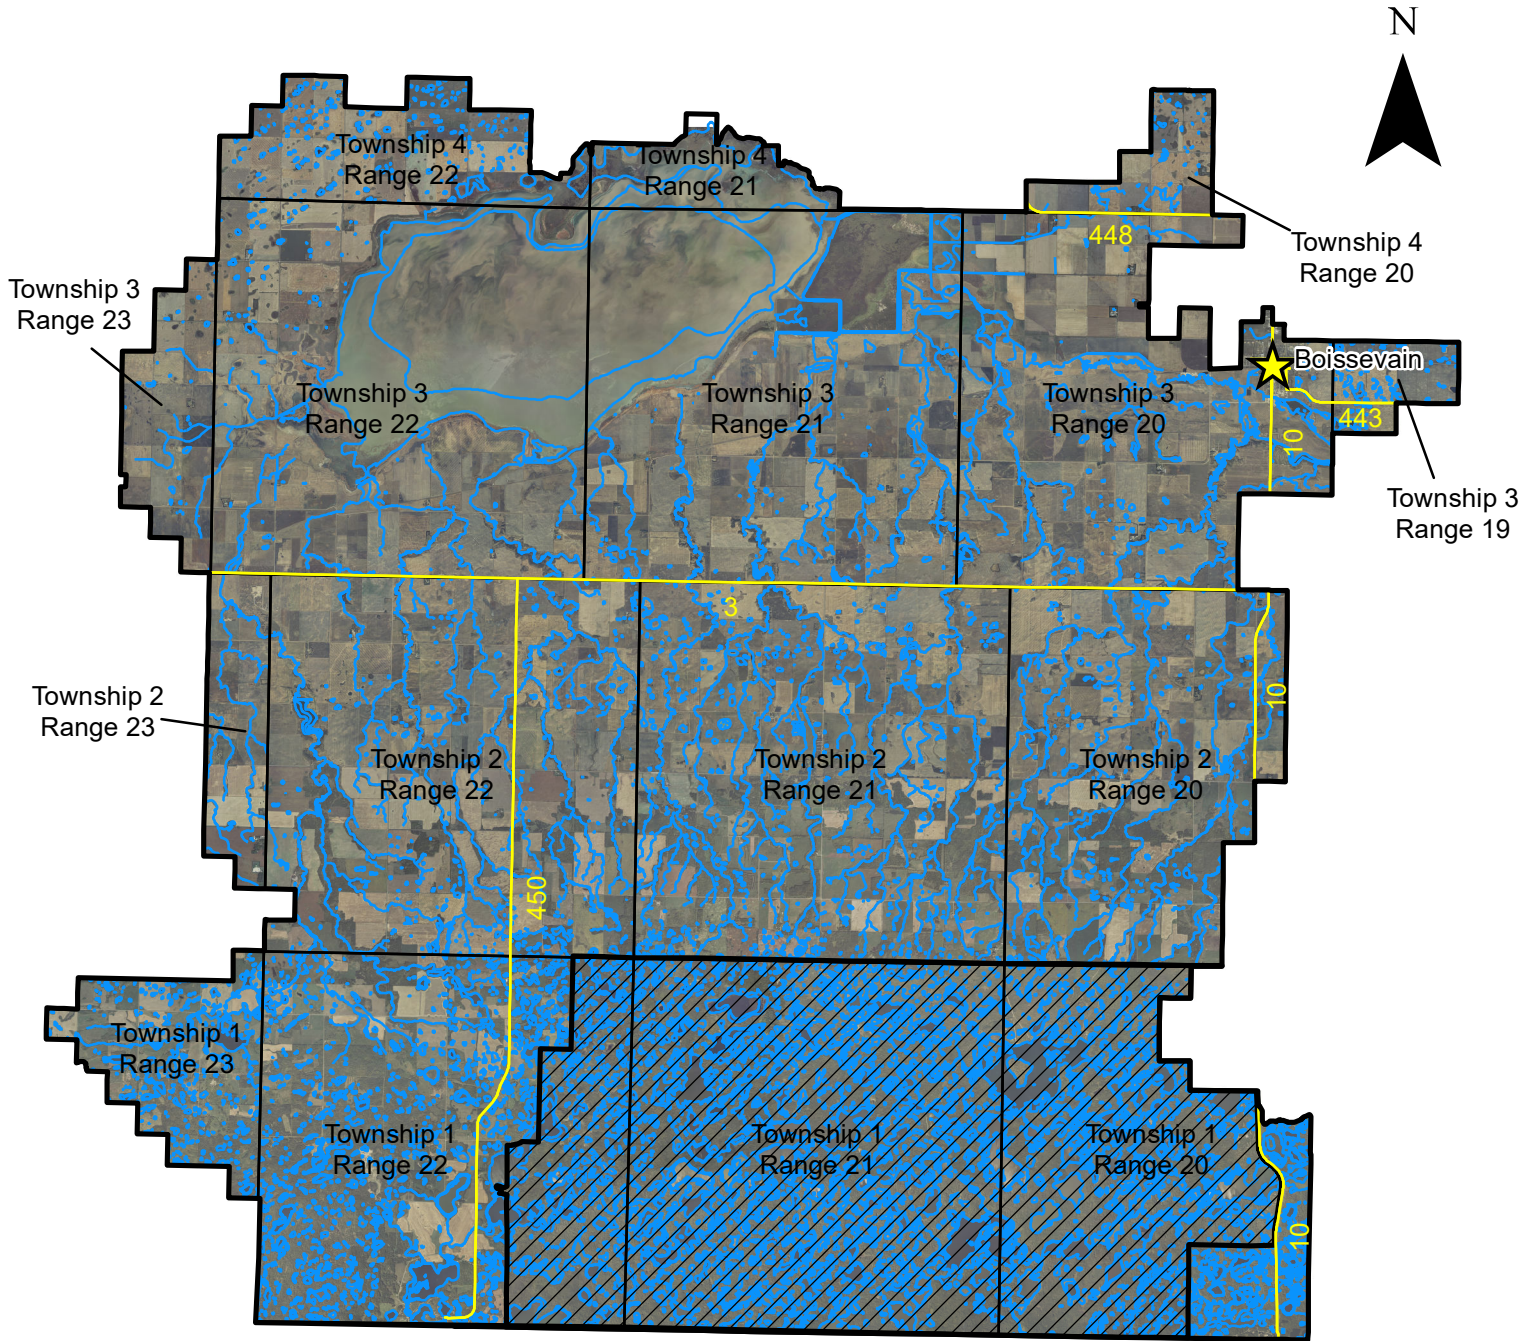 N
Township 4
Range 22
Township 4
Range 21
448
Township 4
Range 20
Township 3
Range 23
Boissevain
Township 3
Range 22
Township 3
Range 21
Township 3
Range 20
443
10
Township 3
Range 19
3
Township 2
Range 23
10
Township 2
Range 22
Township 2
Range 21
Township 2
Range 20
450
Township 1
Range 23
Township 1
Range 22
Township 1
Range 21
Township 1
Range 20
10